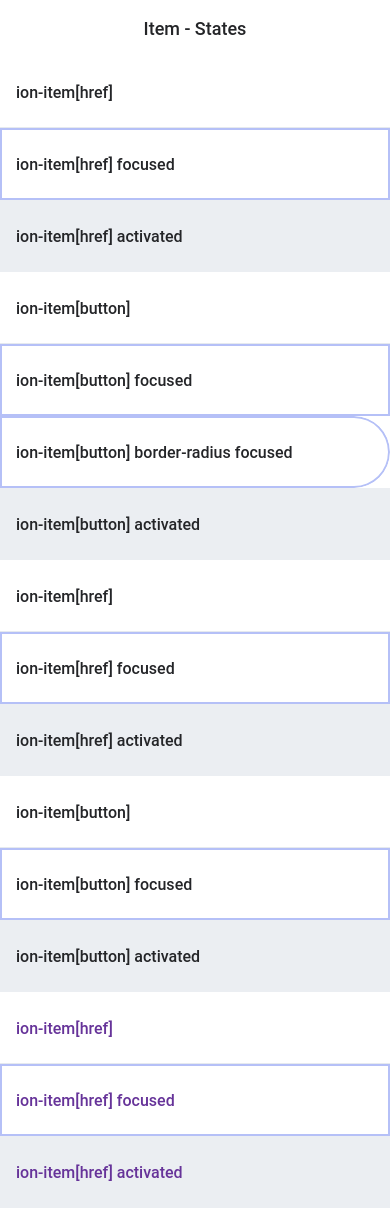 Item - States
ion-item[href]
ion-item[href] focused
ion-item[href] activated
ion-item[button]
ion-item[button] focused
ion-item[button] border-radius focused
ion-item[button] activated
ion-item[href]
ion-item[href] focused
ion-item[href] activated
ion-item[button]
ion-item[button] focused
ion-item[button] activated
ion-item[href]
ion-item[href] focused
ion-item[href] activated